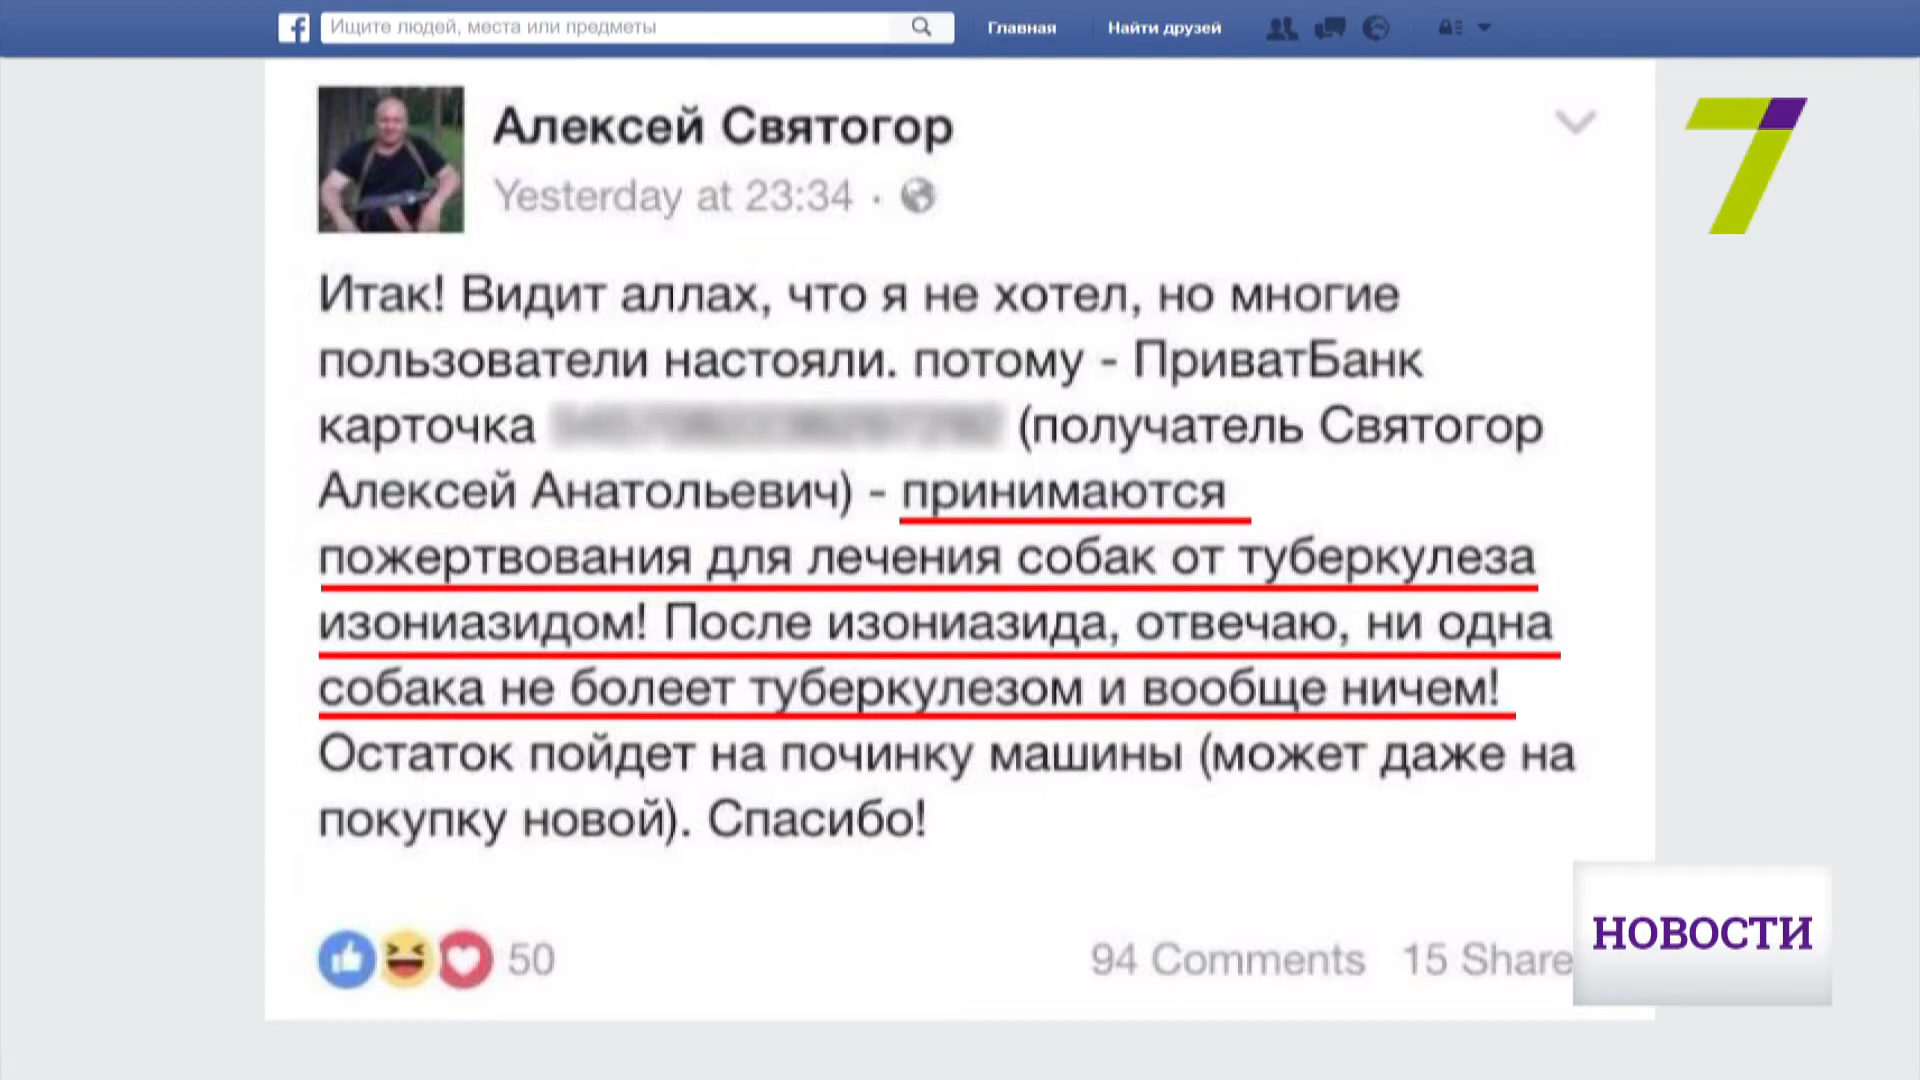 f
Ищите людей, места или предметы
Главная
Найти друзей
Алексей Святогор
Yesterday at 23:34 ·
7
Итак! Видит аллах, что я не хотел, но многие
пользователи настояли. потому - ПриватБанк
карточка (получатель Святогор
Алексей Анатольевич) - принимаются
пожертвования для лечения собак от туберкулеза
изониазидом! После изониазида, отвечаю, ни одна
собака не болеет туберкулезом и вообще ничем!
Остаток пойдет на починку машины (может даже на
покупку новой). Спасибо!
50
94 Comments
15 Share
НОВОСТИ